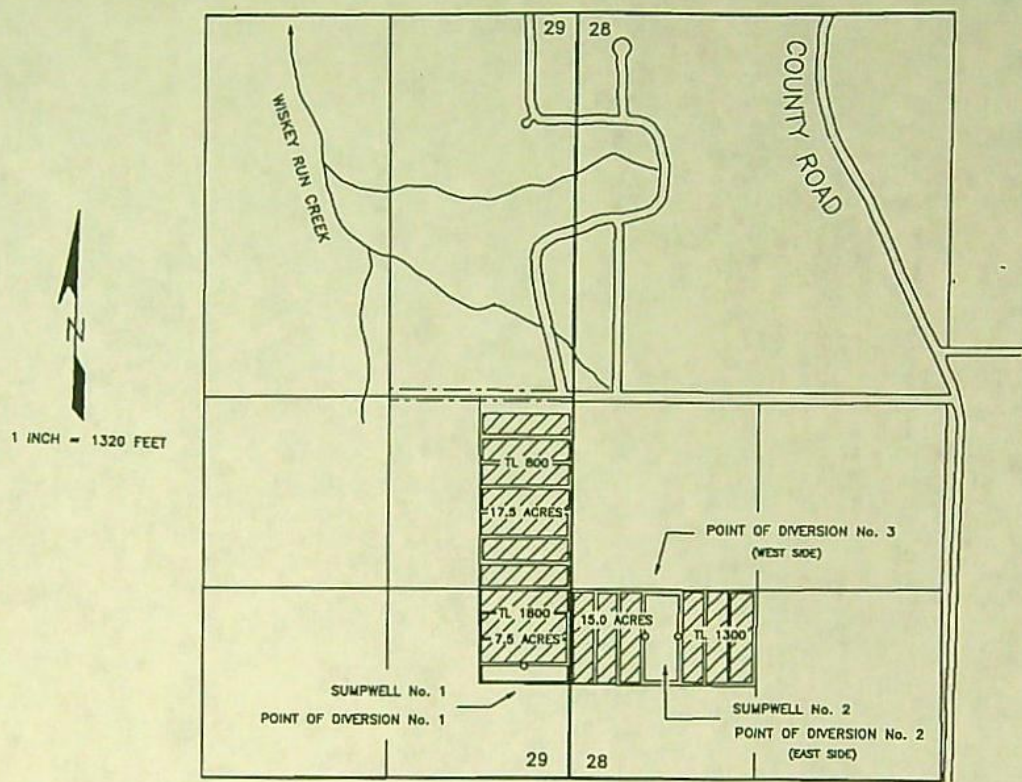 29 28
COUNTY ROAD
WISKEY RUN CREEK
N
1 INCH = 1320 FEET
TL 800
17.5 ACRES
POINT OF DIVERSION No. 3
(WEST SIDE)
TL 1800
7.5 ACRES
15.0 ACRES
TL 1300
SUMPWELL No. 1
POINT OF DIVERSION No. 1
SUMPWELL No. 2
POINT OF DIVERSION No. 2
(EAST SIDE)
29 28